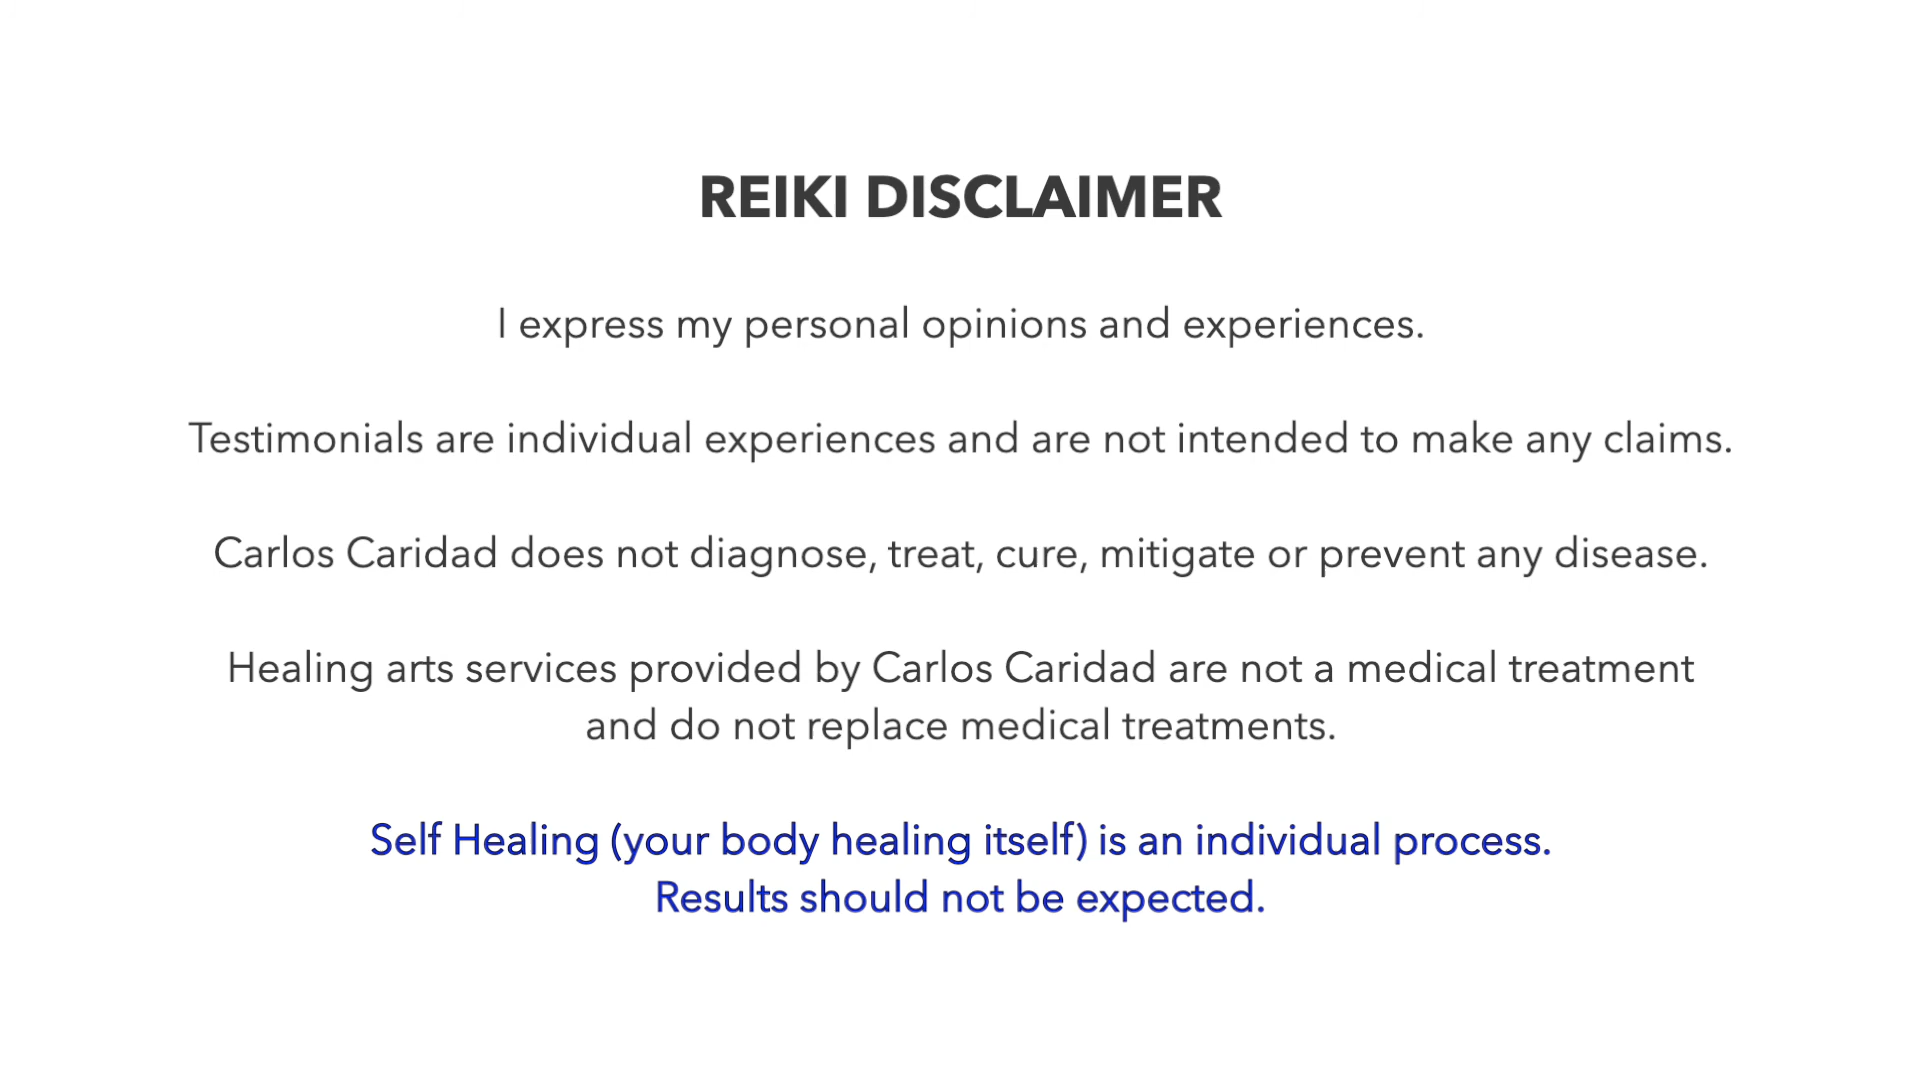 REIKI DISCLAIMER
I express my personal opinions and experiences.
Testimonials are individual experiences and are not intended to make any claims.
Carlos Caridad does not diagnose, treat, cure, mitigate or prevent any disease.
Healing arts services provided by Carlos Caridad are not a medical treatment
and do not replace medical treatments.
Self Healing (your body healing itself) is an individual process.
Results should not be expected.